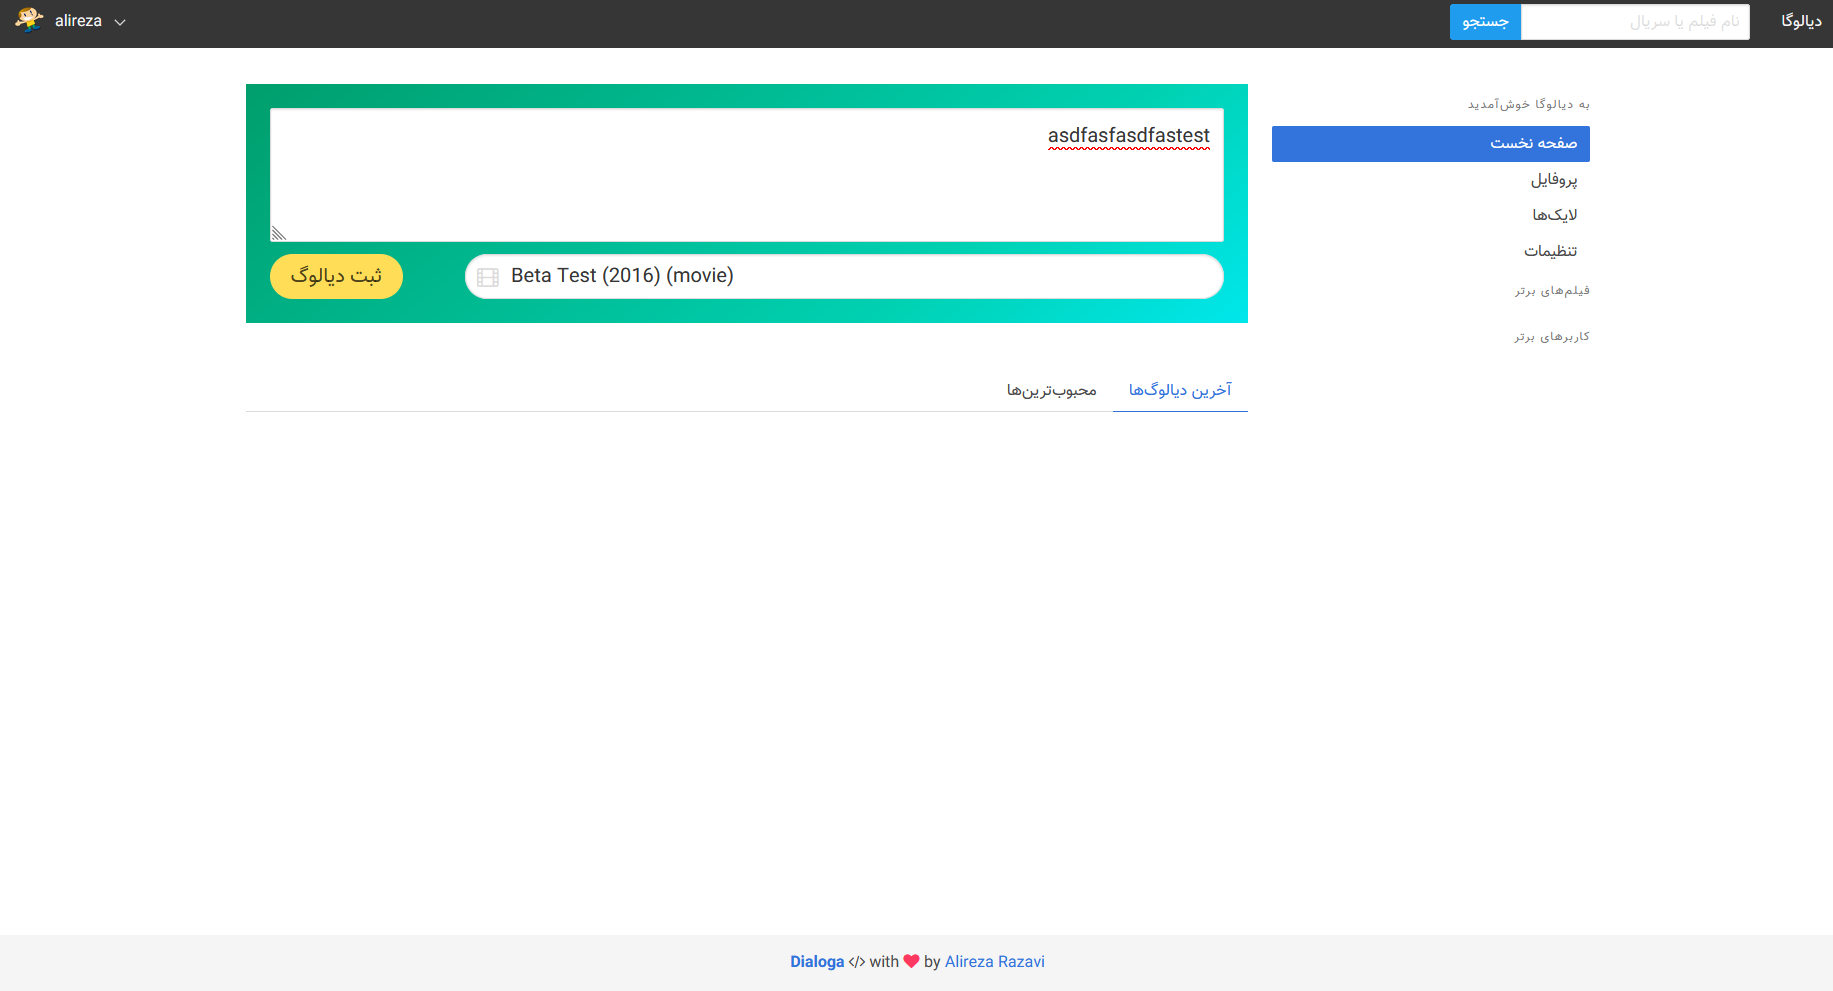 دیالوگا
نام فیلم یا سریال
جستجو
alireza
به دیالوگا خوش‌آمدید
صفحه نخست
پروفایل
لایک‌ها
تنظیمات
فیلم‌های برتر
کاربرهای برتر
asdfasfasdfastest
Beta Test (2016) (movie)
ثبت دیالوگ
آخرین دیالوگ‌ها
محبوب‌ترین‌ها
Dialoga </> with ❤ by Alireza Razavi